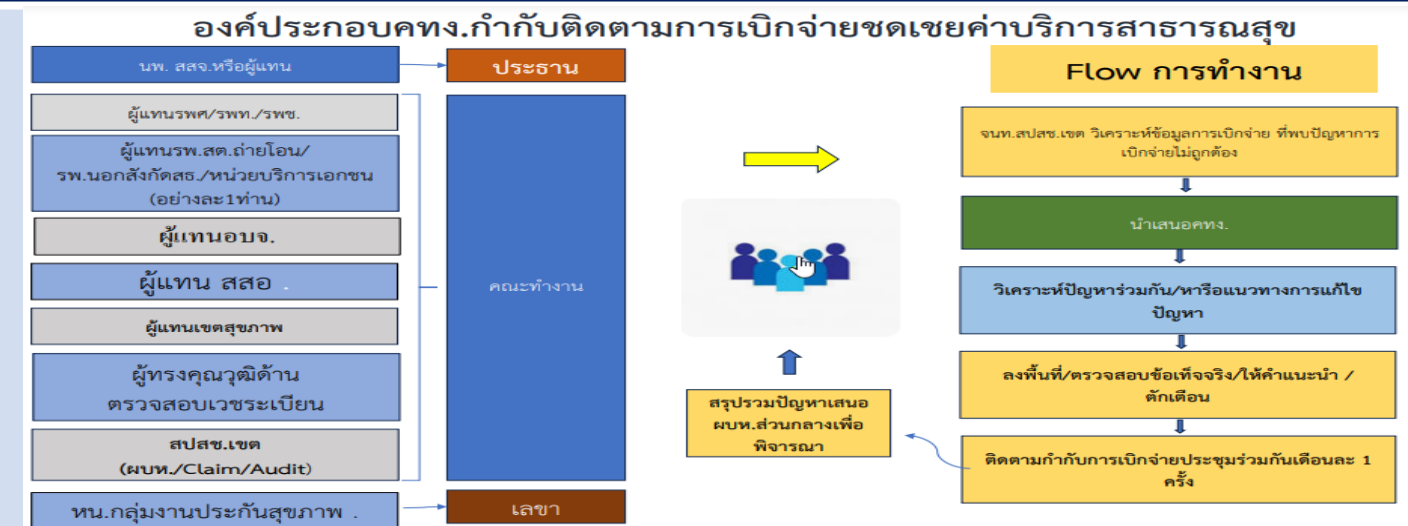 องค์ประกอบคทง.กำกับติดตามการเบิกจ่ายชดเชยค่าบริการสาธารณสุข
นพ. สสจ.หรือผู้แทน
ประธาน
ผู้แทนรพศ/รพท./รพช.
ผู้แทนรพ.สต.ถ่ายโอน/
รพ.นอกสังกัดสธ./หน่วยบริการเอกชน
(อย่างละ1ท่าน)
ผู้แทนอบจ.
ผู้แทน สสอ .
ผู้แทนเขตสุขภาพ
ผู้ทรงคุณวุฒิด้าน
ตรวจสอบเวชระเบียน
สปสช.เขต
(ผบห./Claim/Audit)
คณะทำงาน
หน.กลุ่มงานประกันสุขภาพ .
เลขา
Flow การทำงาน
จนท.สปสช.เขต วิเคราะห์ข้อมูลการเบิกจ่าย ที่พบปัญหาการ
เบิกจ่ายไม่ถูกต้อง
นำเสนอคทง.
วิเคราะห์ปัญหาร่วมกัน/หารือแนวทางการแก้ไข
ปัญหา
ลงพื้นที่/ตรวจสอบข้อเท็จจริง/ให้คำแนะนำ /
ตักเตือน
ติดตามกำกับการเบิกจ่ายประชุมร่วมกันเดือนละ 1
ครั้ง
สรุปรวมปัญหาเสนอ
ผบห.ส่วนกลางเพื่อ
พิจารณา